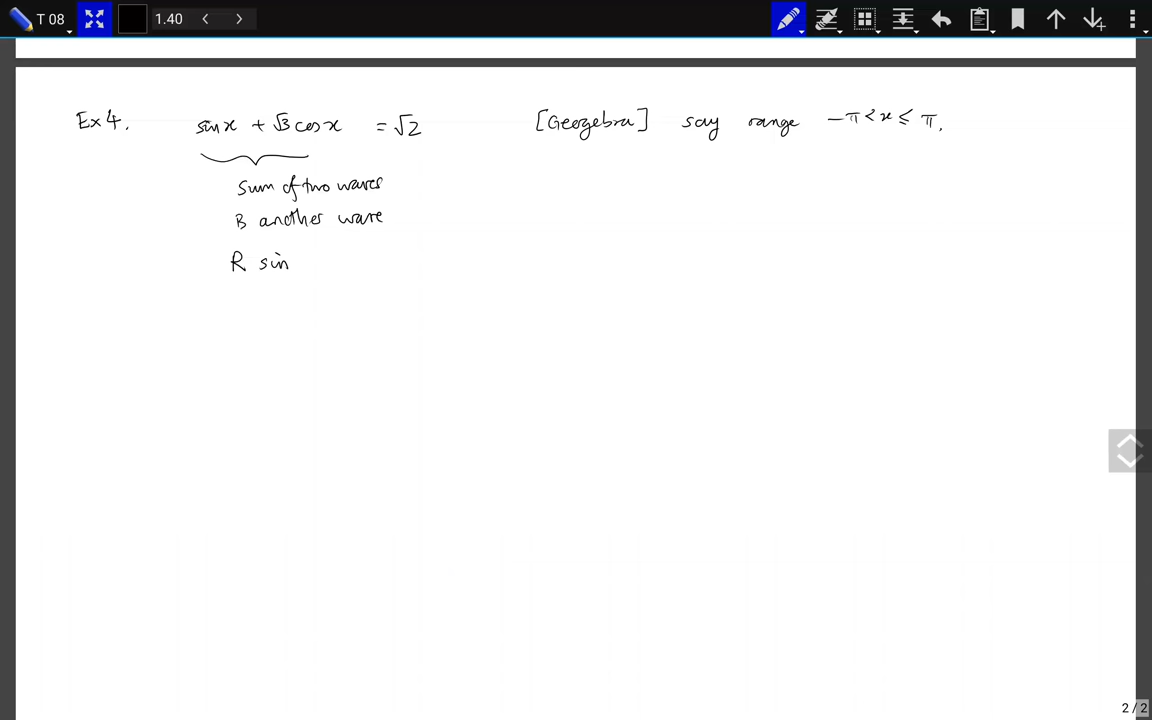 T 08 1.40
Ex 4. sin x + √3 cos x = √2 [Geogebra] say range -π < x ≤ π.
Sum of two waves
B another wave
R sin
2 / 2